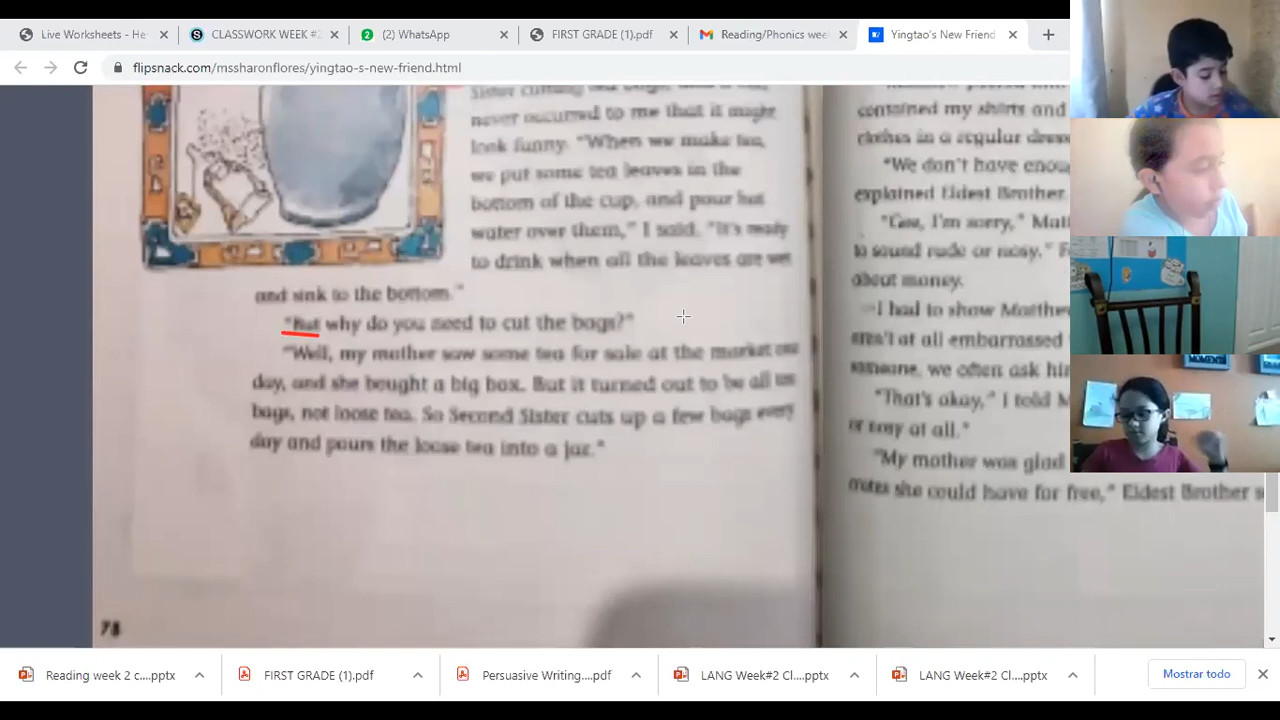 Live Worksheets - He
CLASSWORK WEEK #2
(2) WhatsApp
FIRST GRADE (1).pdf
Reading/Phonics wee
Yingtao's New Friend
flipsnack.com/mssharonflores/yingtao-s-new-friend.html
Sister cutting tea bags
never occurred to me that it might
look funny. "When we make tea,
we put some tea leaves in the
bottom of the cup, and pour hot
water over them," I said. "It's ready
to drink when all the leaves are wet
and sink to the bottom."
"But why do you need to cut the bags?"
"Well, my mother saw some tea for sale at the market one
day, and she bought a big box. But it turned out to be all tea
bags, not loose tea. So Second Sister cuts up a few bags every
day and pours the loose tea into a jar."
78
contained my shirts and
clothes in a regular
"We don't have enou
explained Eldest Brother.
I'm sorry," Mat
to sound rude or nosy."
about money.
I had to show Matthew
aren't at all embarrassed
someone, we often ask hi
"That's okay," I told M
or nosy at all."
"My mother was glad
she could have for free," Eldest Brother s
MOMENTS
Reading week 2 c....pptx
FIRST GRADE (1).pdf
Persuasive Writing....pdf
LANG Week#2 Cl....pptx
LANG Week#2 Cl....pptx
Mostrar todo